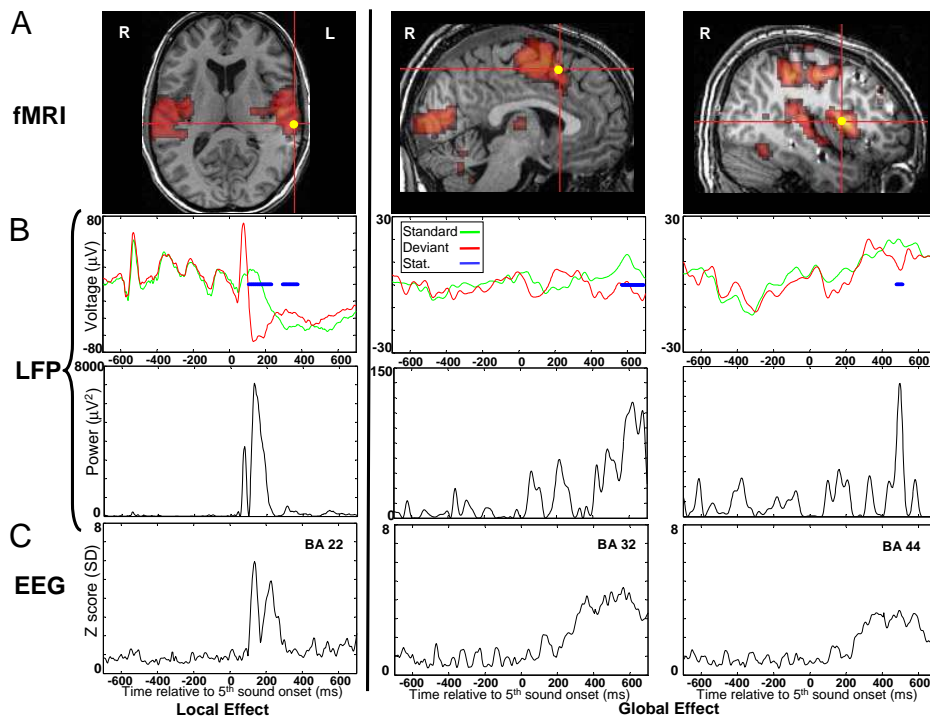 A
fMRI
R L
R
R
B
LFP
80
Voltage (µV)
-80
-600 -400 -200 0 200 400 600
30
Standard
Deviant
Stat.
-30
-600 -400 -200 0 200 400 600
30
-30
-600 -400 -200 0 200 400 600
8000
Power (µV²)
0
150
0
C
EEG
8
BA 22
Z score (SD)
0
-600 -400 -200 0 200 400 600
Time relative to 5th sound onset (ms)
Local Effect
8
BA 32
0
-600 -400 -200 0 200 400 600
Time relative to 5th sound onset (ms)
8
BA 44
0
-600 -400 -200 0 200 400 600
Time relative to 5th sound onset (ms)
Global Effect